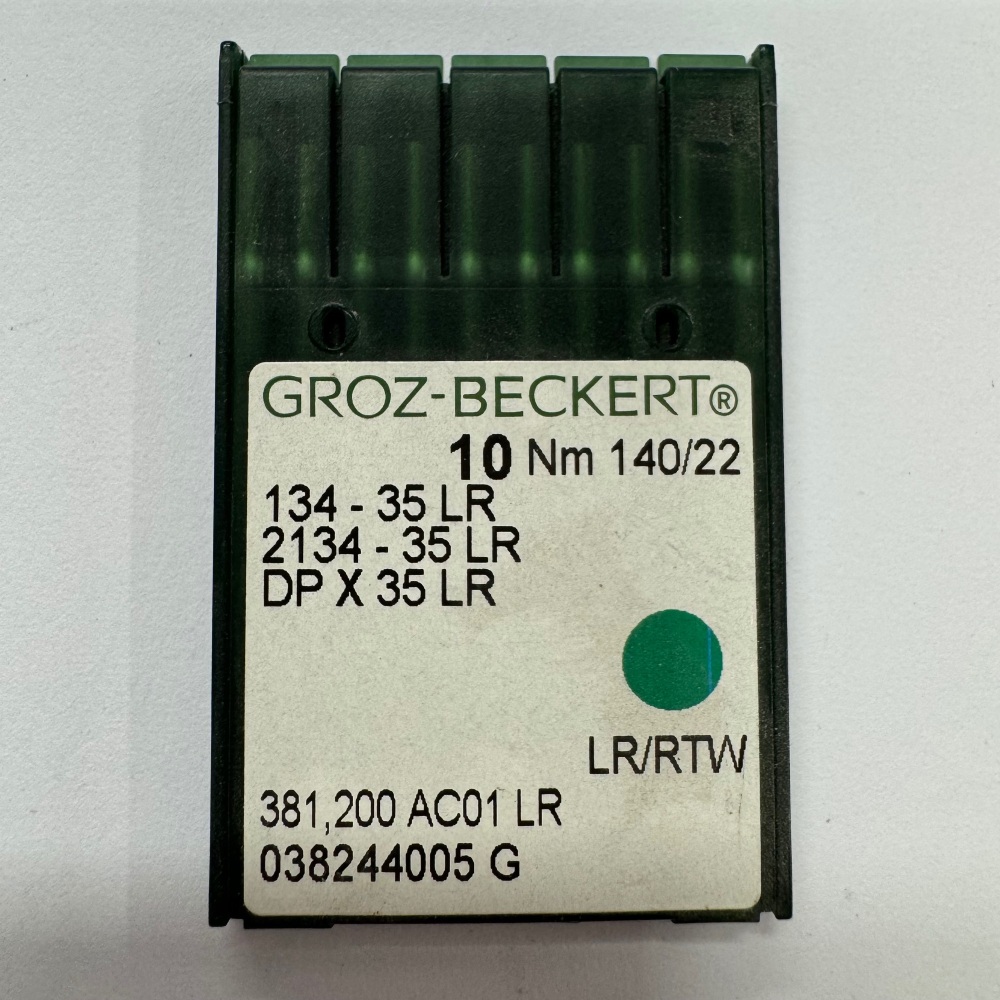 GROZ-BECKERT®
10 Nm 140/22
134 - 35 LR
2134 - 35 LR
DP X 35 LR
LR/RTW
381,200 AC01 LR
038244005 G